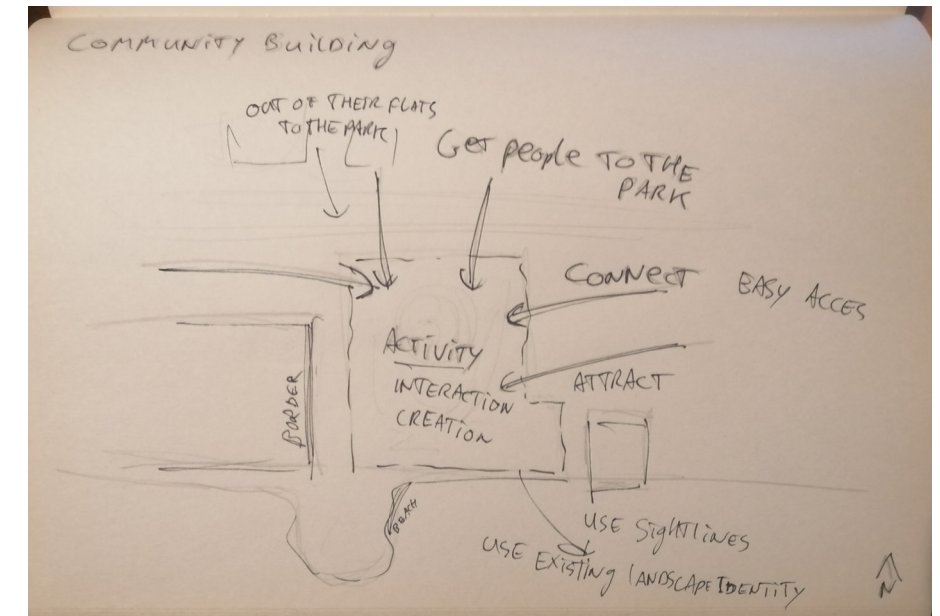 COMMUNITY BUILDING
OUT OF THEIR FLATS
TO THE PARK
Get people TO THE
PARK
CONNECT EASY ACCES
ACTIVITY
INTERACTION
CREATION
ATTRACT
BORDER
BEACH
USE SIGHTLINES
USE EXISTING LANDSCAPE IDENTITY
N